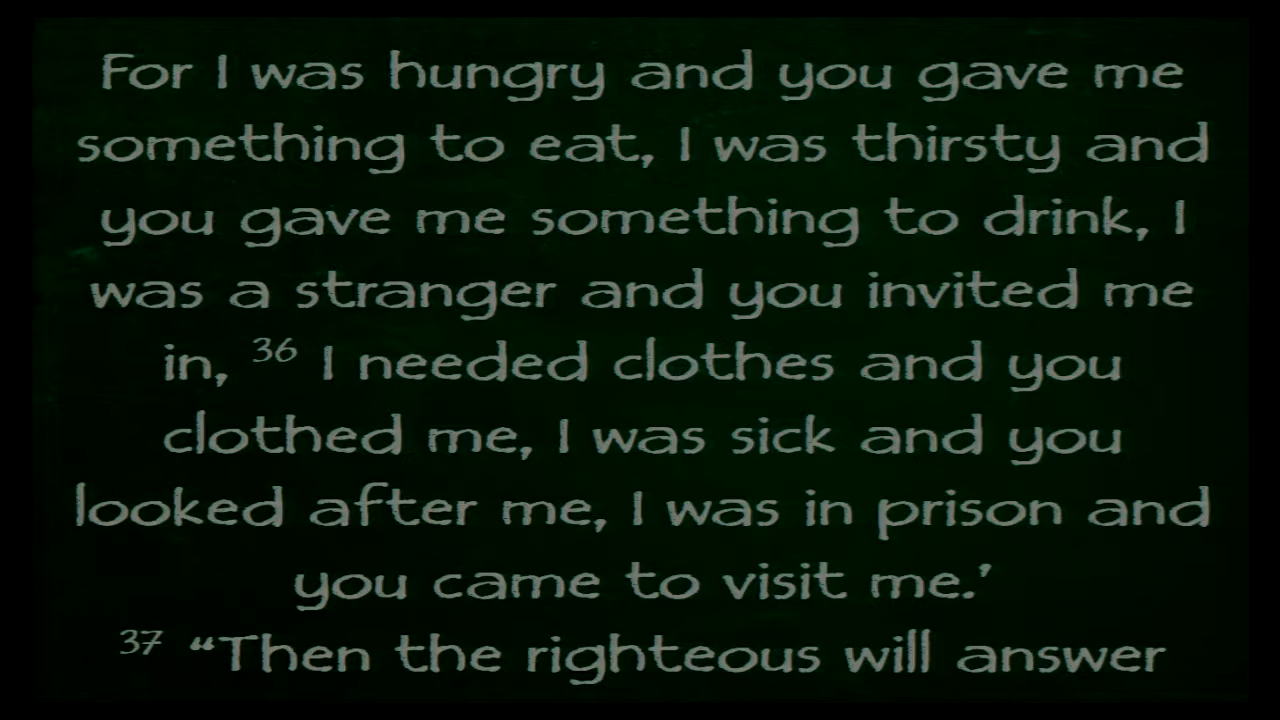 For I was hungry and you gave me
something to eat, I was thirsty and
you gave me something to drink, I
was a stranger and you invited me
in, 36 I needed clothes and you
clothed me, I was sick and you
looked after me, I was in prison and
you came to visit me.’
37 “Then the righteous will answer